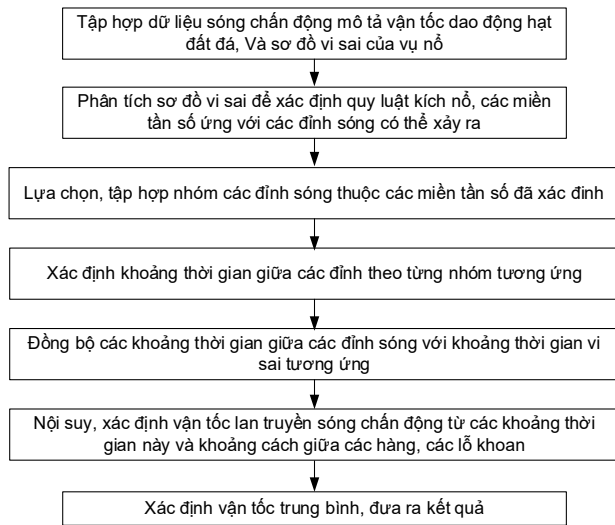 Tập hợp dữ liệu sóng chấn động mô tả vận tốc dao động hạt
đất đá, Và sơ đồ vi sai của vụ nổ
Phân tích sơ đồ vi sai để xác định quy luật kích nổ, các miền
tần số ứng với các đỉnh sóng có thể xảy ra
Lựa chọn, tập hợp nhóm các đỉnh sóng thuộc các miền tần số đã xác đinh
Xác định khoảng thời gian giữa các đỉnh theo từng nhóm tương ứng
Đồng bộ các khoảng thời gian giữa các đỉnh sóng với khoảng thời gian vi
sai tương ứng
Nội suy, xác định vận tốc lan truyền sóng chấn động từ các khoảng thời
gian này và khoảng cách giữa các hàng, các lỗ khoan
Xác định vận tốc trung bình, đưa ra kết quả